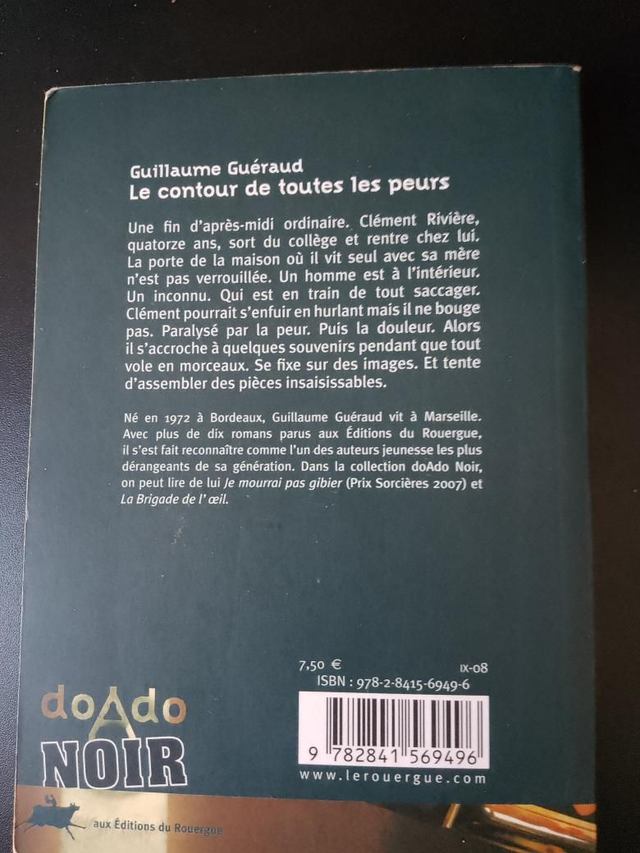 Guillaume Guéraud
Le contour de toutes les peurs
Une fin d'après-midi ordinaire. Clément Rivière,
quatorze ans, sort du collège et rentre chez lui.
La porte de la maison où il vit seul avec sa mère
n'est pas verrouillée. Un homme est à l'intérieur.
Un inconnu. Qui est en train de tout saccager.
Clément pourrait s'enfuir en hurlant mais il ne bouge
pas. Paralysé par la peur. Puis la douleur. Alors
il s'accroche à quelques souvenirs pendant que tout
vole en morceaux. Se fixe sur des images. Et tente
d'assembler des pièces insaisissables.
Né en 1972 à Bordeaux, Guillaume Guéraud vit à Marseille.
Avec plus de dix romans parus aux Éditions du Rouergue,
il s'est fait reconnaître comme l'un des auteurs jeunesse les plus
dérangeants de sa génération. Dans la collection doAdo Noir,
on peut lire de lui Je mourrai pas gibier (Prix Sorcières 2007) et
La Brigade de l' œil.
7,50 € IX-08
ISBN : 978-2-8415-6949-6
9 782841 569496
www.lerouergue.com
doAdo
NOIR
aux Éditions du Rouergue